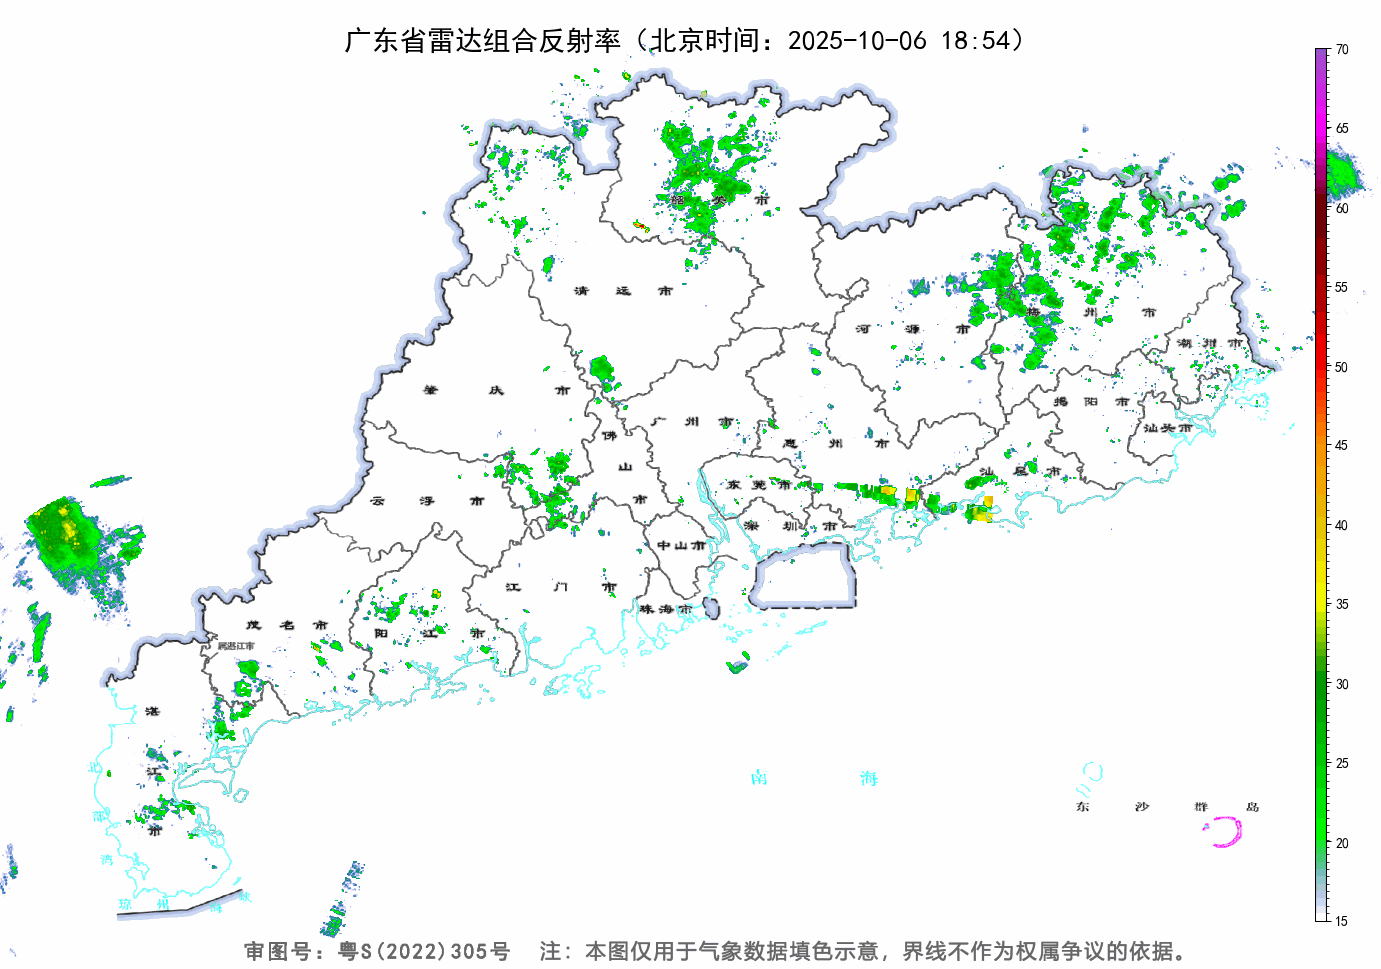 广东省雷达组合反射率（北京时间：2025-10-06 18:54）
70
65
60
55
50
45
40
35
30
25
20
15
韶关市
清远市
河源市
梅州市
潮州市
肇庆市
广州市
揭阳市
佛山市
惠州市
汕头市
云浮市
东莞市
汕尾市
深圳市
中山市
江门市
珠海市
茂名市
阳江市
属湛江市
湛江市
南海
北部湾
东沙群岛
琼州海峡
审图号：粤S(2022)305号 注：本图仅用于气象数据填色示意，界线不作为权属争议的依据。